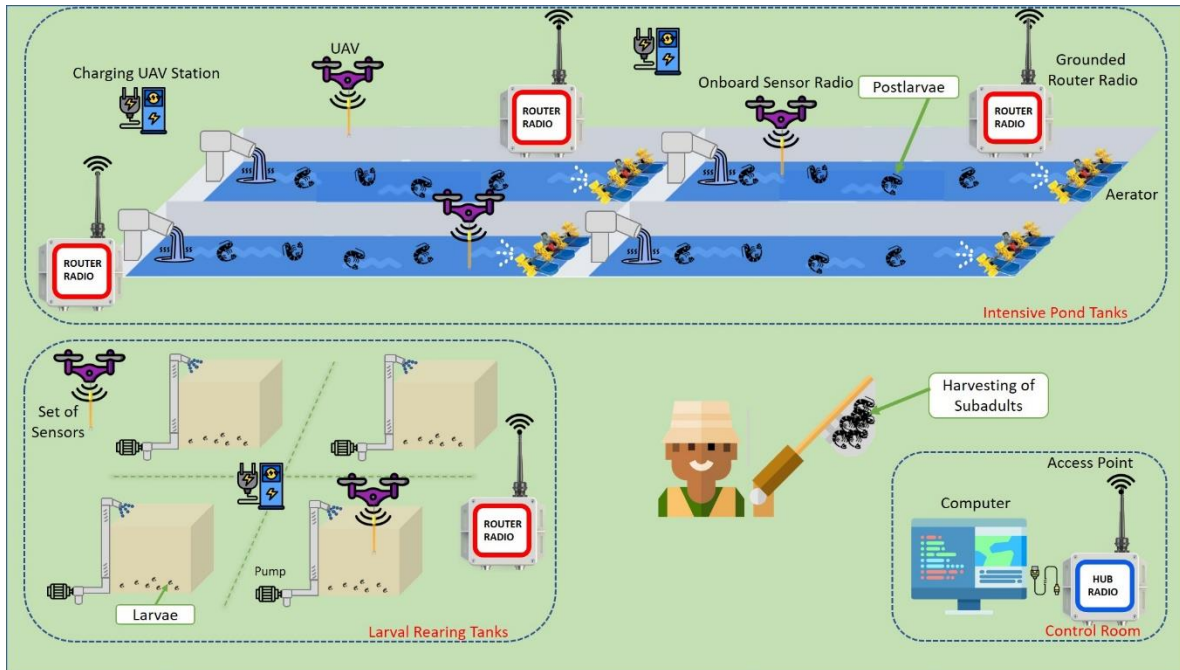 UAV
Charging UAV Station
Onboard Sensor Radio
Postlarvae
Grounded
Router Radio
ROUTER
RADIO
ROUTER
RADIO
Aerator
ROUTER
RADIO
Intensive Pond Tanks
Set of
Sensors
ROUTER
RADIO
Pump
Larvae
Larval Rearing Tanks
Harvesting of
Subadults
Access Point
Computer
HUB
RADIO
Control Room